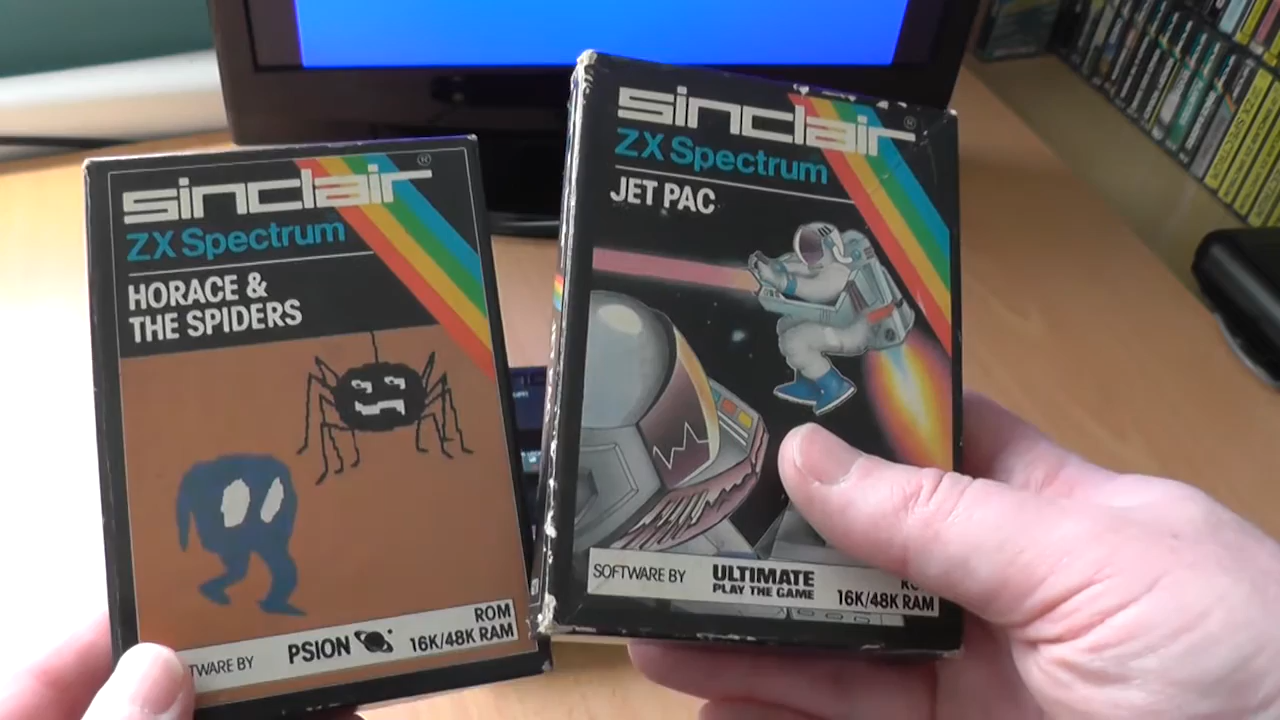 sinclair®
ZX Spectrum
HORACE &
THE SPIDERS
TWARE BY PSION
ROM
16K/48K RAM
sinclair®
ZX Spectrum
JET PAC
SOFTWARE BY ULTIMATE
PLAY THE GAME
16K/48K RAM